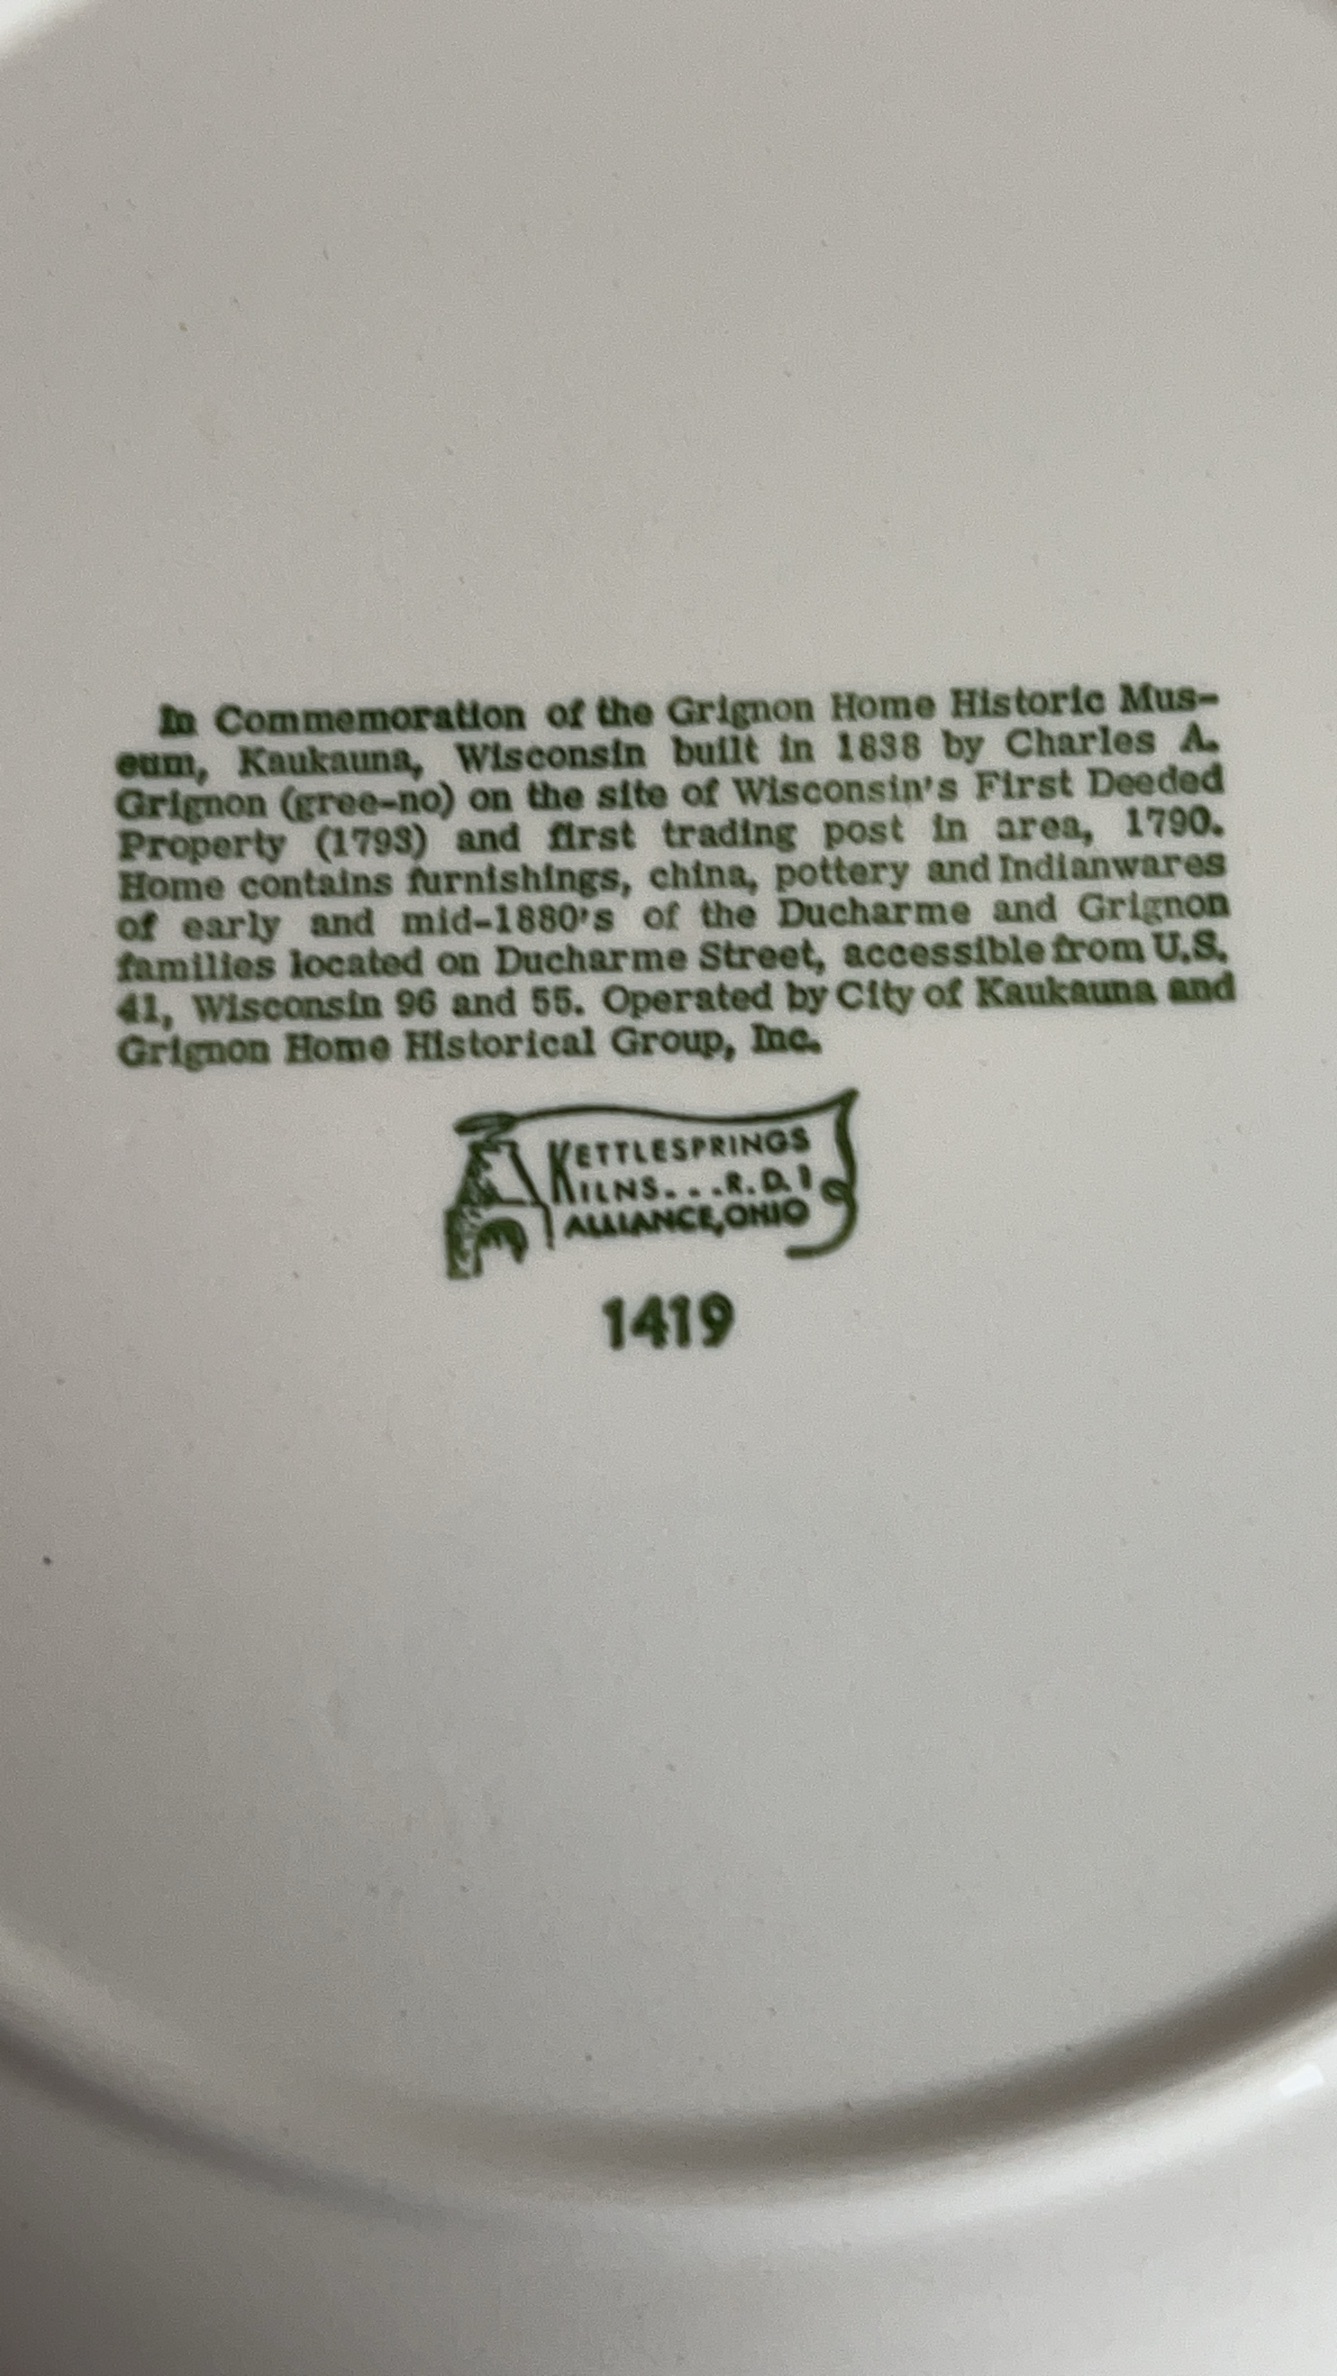 In Commemoration of the Grignon Home Historic Mus-
eum, Kaukauna, Wisconsin built in 1838 by Charles A.
Grignon (gree-no) on the site of Wisconsin's First Deeded
Property (1793) and first trading post in area, 1790.
Home contains furnishings, china, pottery and Indianwares
of early and mid-1880's of the Ducharme and Grignon
families located on Ducharme Street, accessible from U.S.
41, Wisconsin 96 and 55. Operated by City of Kaukauna and
Grignon Home Historical Group, Inc.
KETTLESPRINGS
KILNS...R.D.1
ALLIANCE,OHIO
1419